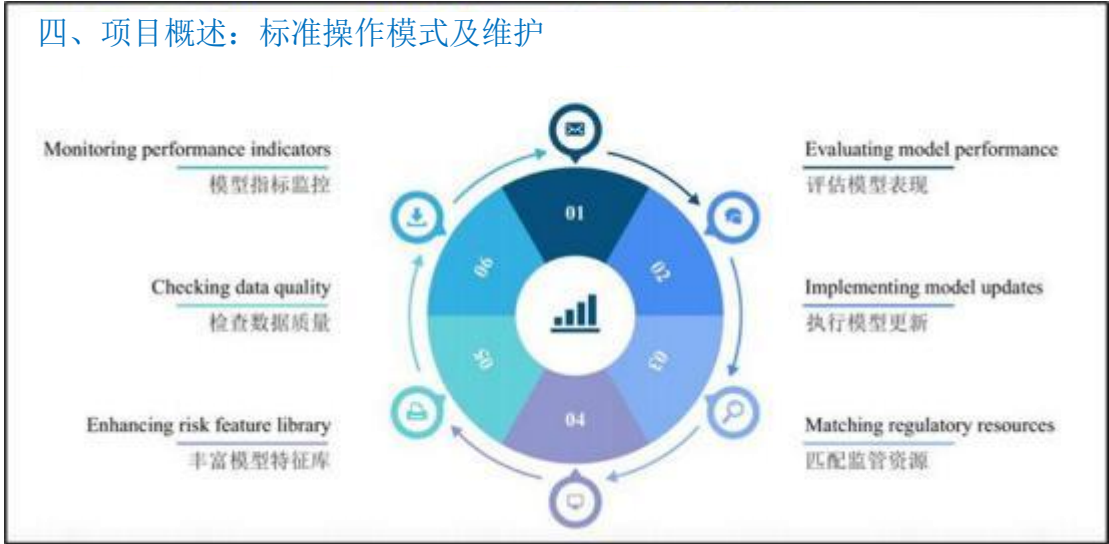 四、项目概述：标准操作模式及维护
Monitoring performance indicators
模型指标监控
Checking data quality
检查数据质量
Enhancing risk feature library
丰富模型特征库
01
02
03
04
05
06
Evaluating model performance
评估模型表现
Implementing model updates
执行模型更新
Matching regulatory resources
匹配监管资源